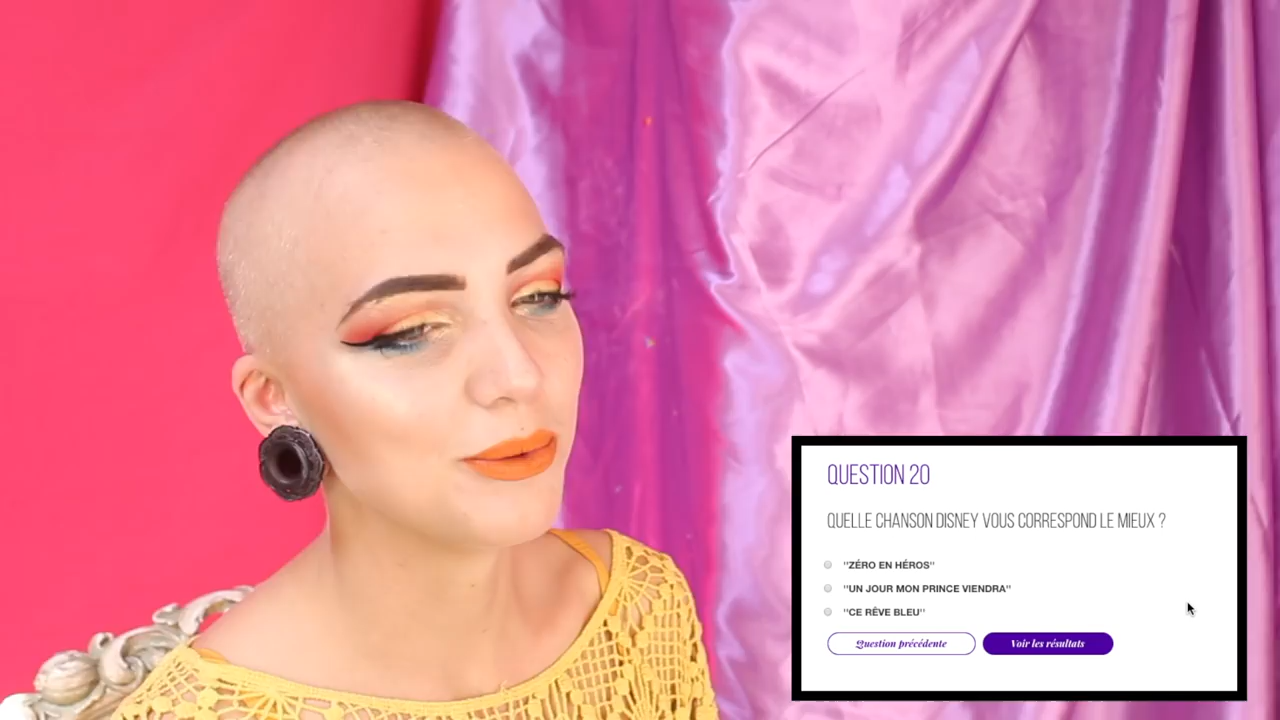 QUESTION 20
QUELLE CHANSON DISNEY VOUS CORRESPOND LE MIEUX ?
"ZÉRO EN HÉROS"
"UN JOUR MON PRINCE VIENDRA"
"CE RÊVE BLEU"
Question précédente
Voir les résultats